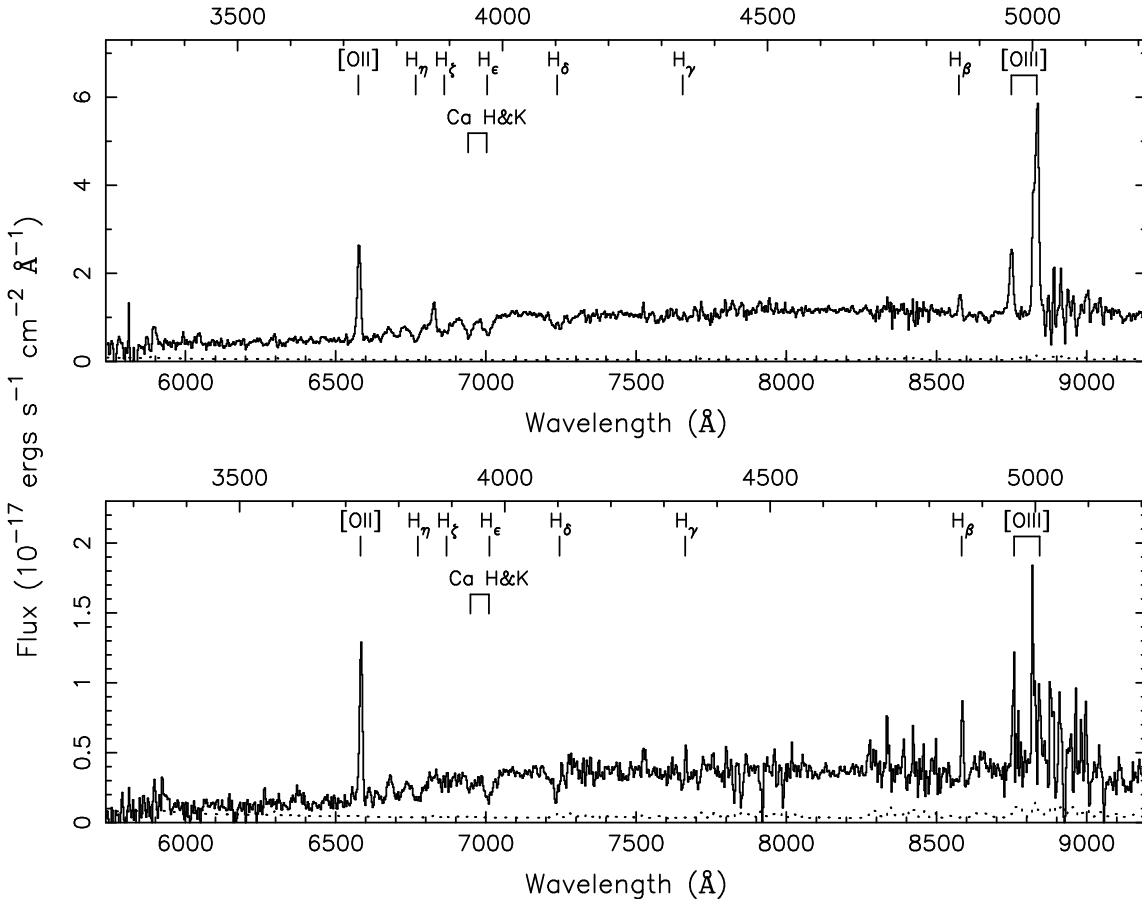 3500 4000 4500 5000
[OII] Hη Hζ Hε Hδ Hγ Hβ [OIII]
Ca H&K
6
4
2
0
6000 6500 7000 7500 8000 8500 9000
Wavelength (Å)
Flux (10⁻¹⁷ ergs s⁻¹ cm⁻² Å⁻¹)
3500 4000 4500 5000
[OII] Hη Hζ Hε Hδ Hγ Hβ [OIII]
Ca H&K
2
1.5
1
0.5
0
6000 6500 7000 7500 8000 8500 9000
Wavelength (Å)